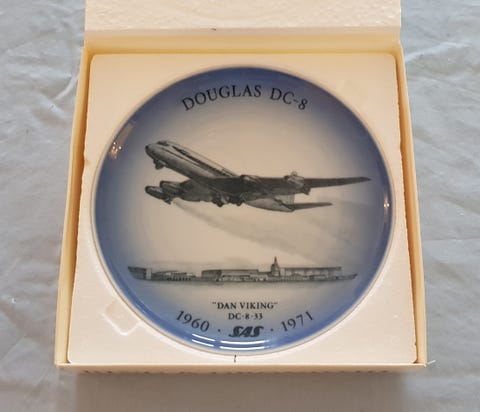 DOUGLAS DC-8
"DAN VIKING"
DC-8-33
1960 · SAS · 1971